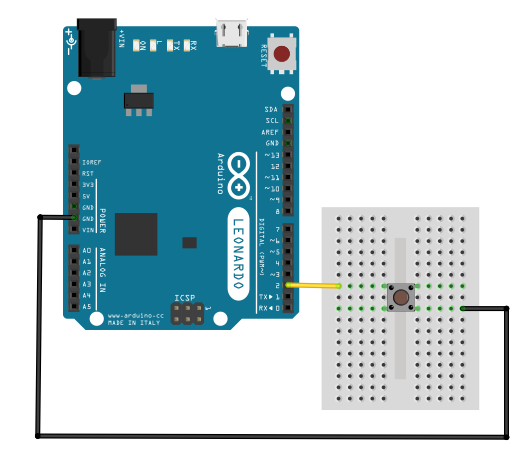 +VIN
ON
L
TX
RX
RESET
SDA
SCL
AREF
GND
~13
12
~11
~10
~9
8
IOREF
RST
3V3
5V
GND
GND
VIN
POWER
Arduino
LEONARDO
DIGITAL (PWM~)
7
~6
~5
4
~3
2
TX► 1
RX◄ 0
A0
A1
A2
A3
A4
A5
ANALOG IN
ICSP
1
www-arduino-cc
MADE IN ITALY